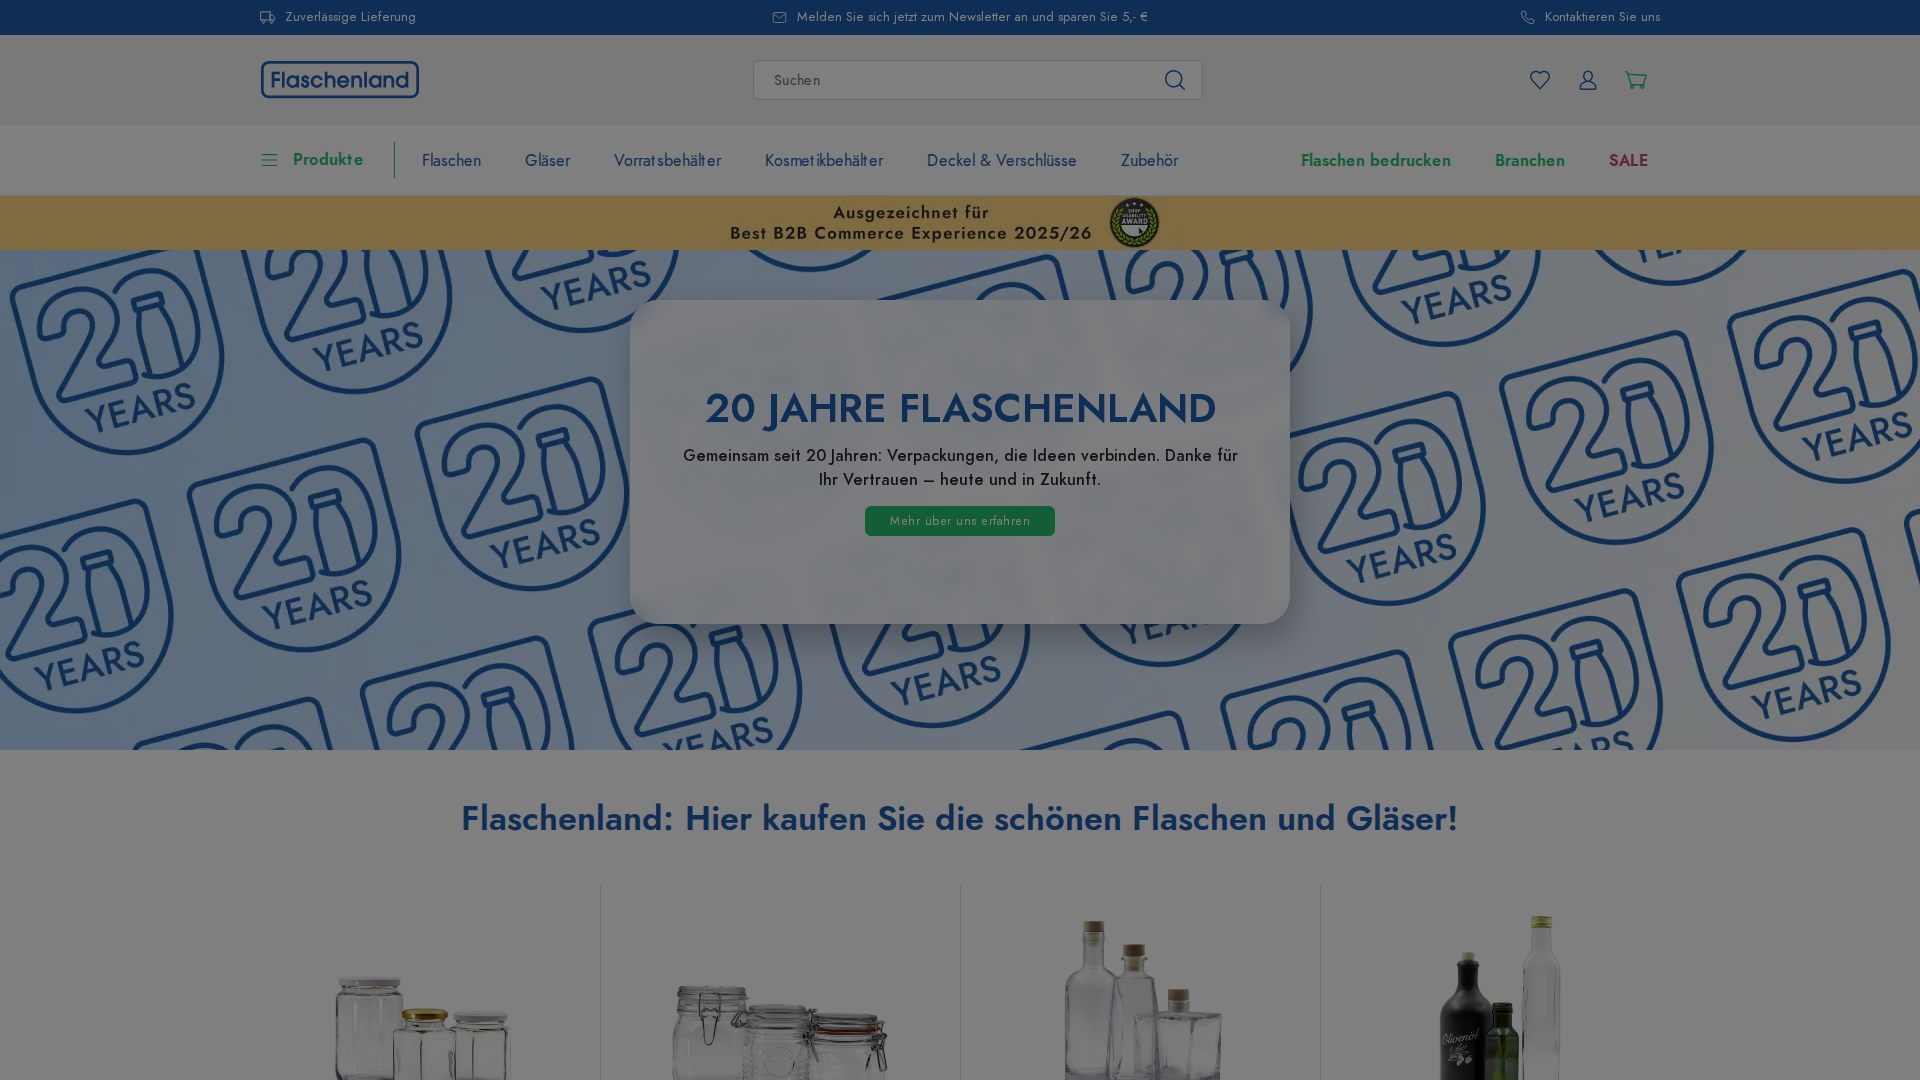 Zuverlässige Lieferung
Melden Sie sich jetzt zum Newsletter an und sparen Sie 5,- €
Kontaktieren Sie uns
Flaschenland
Suchen
Produkte
Flaschen
Gläser
Vorratsbehälter
Kosmetikbehälter
Deckel & Verschlüsse
Zubehör
Flaschen bedrucken
Branchen
SALE
Ausgezeichnet für
Best B2B Commerce Experience 2025/26
SHOP
USABILITY
AWARD
20 YEARS
20 JAHRE FLASCHENLAND
Gemeinsam seit 20 Jahren: Verpackungen, die Ideen verbinden. Danke für
Ihr Vertrauen – heute und in Zukunft.
Mehr über uns erfahren
Flaschenland: Hier kaufen Sie die schönen Flaschen und Gläser!
Olivenöl